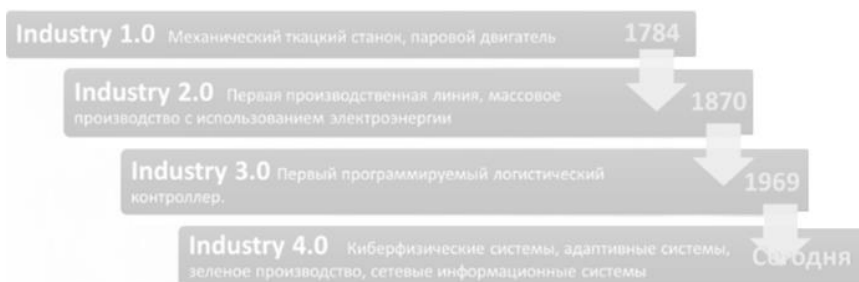 Industry 1.0 Механический ткацкий станок, паровой двигатель 1784
Industry 2.0 Первая производственная линия, массовое
производство с использованием электроэнергии 1870
Industry 3.0 Первый программируемый логистический
контроллер. 1969
Industry 4.0 Киберфизические системы, адаптивные системы,
зеленое производство, сетевые информационные системы Сегодня